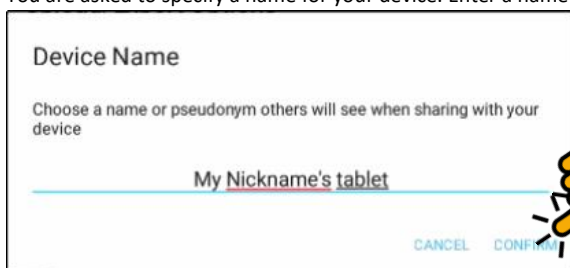 You are asked to specify a name for your device. Enter a name
Device Name
Choose a name or pseudonym others will see when sharing with your
device
My Nickname's tablet
CANCEL CONFIRM